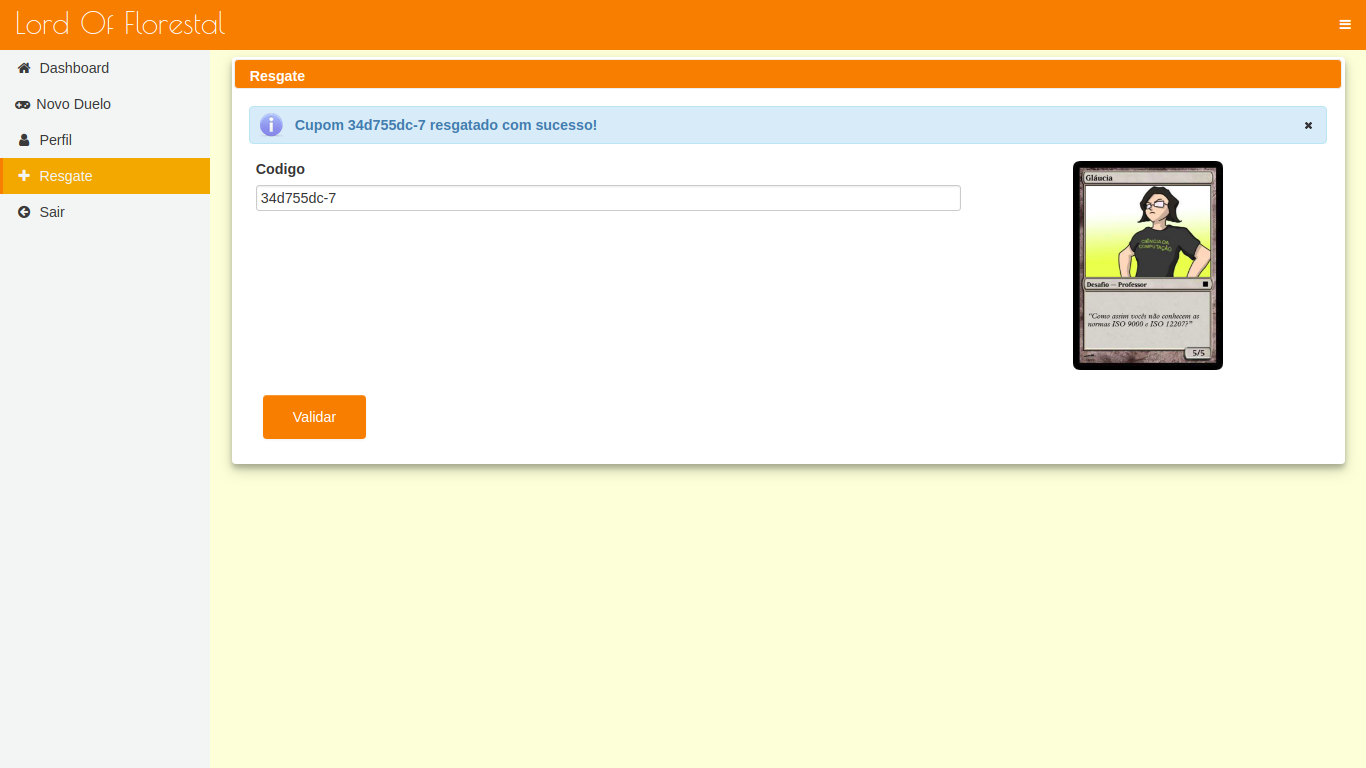 Lord Of Florestal
Dashboard
Novo Duelo
Perfil
Resgate
Sair
Resgate
Cupom 34d755dc-7 resgatado com sucesso!
Codigo
34d755dc-7
Gláucia
CIÊNCIA DA
COMPUTAÇÃO
Desafio — Professor
"Como assim vocês não conhecem as
normas ISO 9000 e ISO 12207?"
5/5
Validar